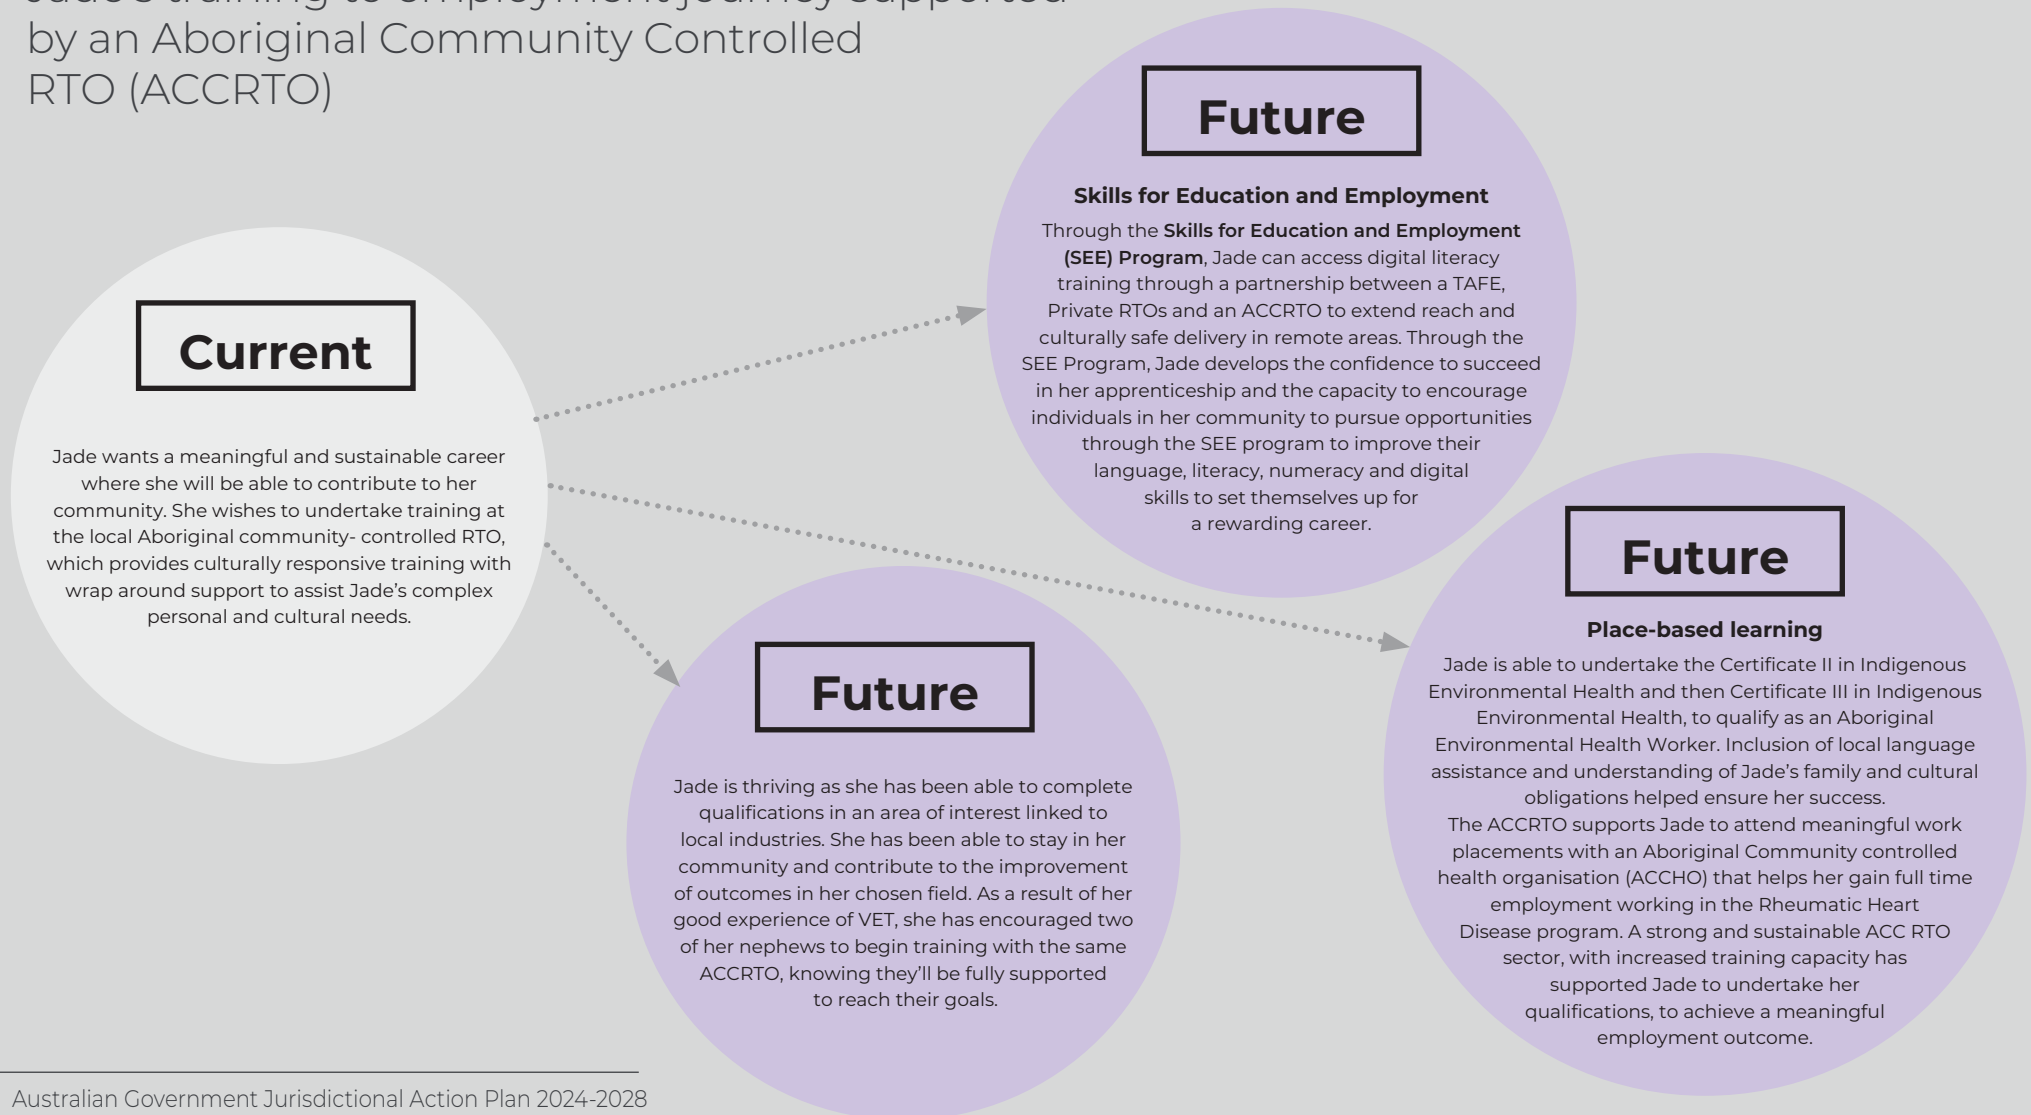 Jade's training-to-employment journey supported
by an Aboriginal Community Controlled
RTO (ACCRTO)
Current
Jade wants a meaningful and sustainable career
where she will be able to contribute to her
community. She wishes to undertake training at
the local Aboriginal community- controlled RTO,
which provides culturally responsive training with
wrap around support to assist Jade’s complex
personal and cultural needs.
Future
Skills for Education and Employment
Through the Skills for Education and Employment
(SEE) Program, Jade can access digital literacy
training through a partnership between a TAFE,
Private RTOs and an ACCRTO to extend reach and
culturally safe delivery in remote areas. Through the
SEE Program, Jade develops the confidence to succeed
in her apprenticeship and the capacity to encourage
individuals in her community to pursue opportunities
through the SEE program to improve their
language, literacy, numeracy and digital
skills to set themselves up for
a rewarding career.
Future
Jade is thriving as she has been able to complete
qualifications in an area of interest linked to
local industries. She has been able to stay in her
community and contribute to the improvement
of outcomes in her chosen field. As a result of her
good experience of VET, she has encouraged two
of her nephews to begin training with the same
ACCRTO, knowing they’ll be fully supported
to reach their goals.
Future
Place-based learning
Jade is able to undertake the Certificate II in Indigenous
Environmental Health and then Certificate III in Indigenous
Environmental Health, to qualify as an Aboriginal
Environmental Health Worker. Inclusion of local language
assistance and understanding of Jade’s family and cultural
obligations helped ensure her success.
The ACCRTO supports Jade to attend meaningful work
placements with an Aboriginal Community controlled
health organisation (ACCHO) that helps her gain full time
employment working in the Rheumatic Heart
Disease program. A strong and sustainable ACC RTO
sector, with increased training capacity has
supported Jade to undertake her
qualifications, to achieve a meaningful
employment outcome.
Australian Government Jurisdictional Action Plan 2024-2028